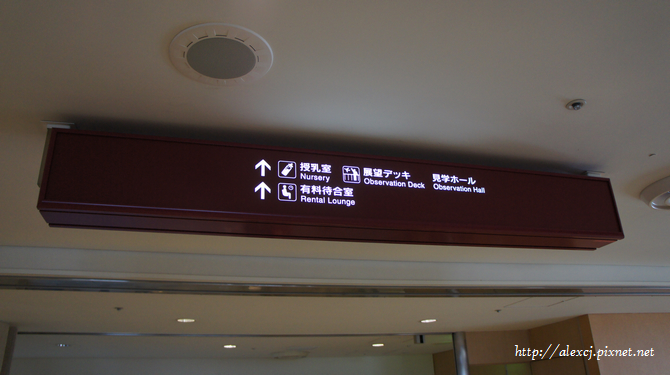 授乳室 展望デッキ 見学ホール
Nursery Observation Deck Observation Hall
有料待合室
Rental Lounge
http://alexcj.pixnet.net